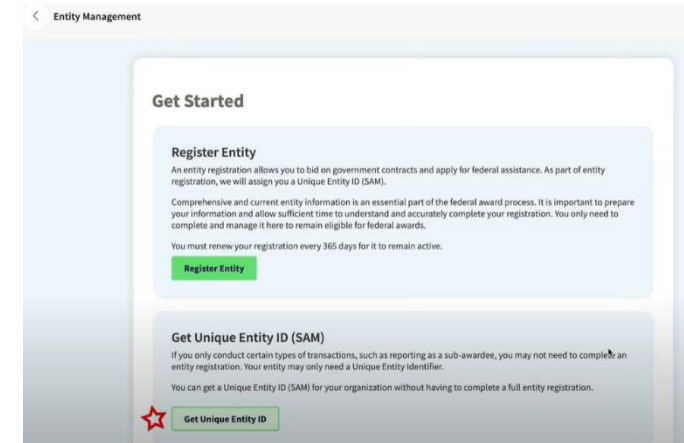 Entity Management
Get Started
Register Entity
An entity registration allows you to bid on government contracts and apply for federal assistance. As part of entity
registration, we will assign you a Unique Entity ID (SAM).
Comprehensive and current entity information is an essential part of the federal award process. It is important to prepare
your information and allow sufficient time to understand and accurately complete your registration. You only need to
complete and manage it here to remain eligible for federal awards.
You must renew your registration every 365 days for it to remain active.
Register Entity
Get Unique Entity ID (SAM)
If you only conduct certain types of transactions, such as reporting as a sub-awardee, you may not need to complete an
entity registration. Your entity may only need a Unique Entity Identifier.
You can get a Unique Entity ID (SAM) for your organization without having to complete a full entity registration.
Get Unique Entity ID